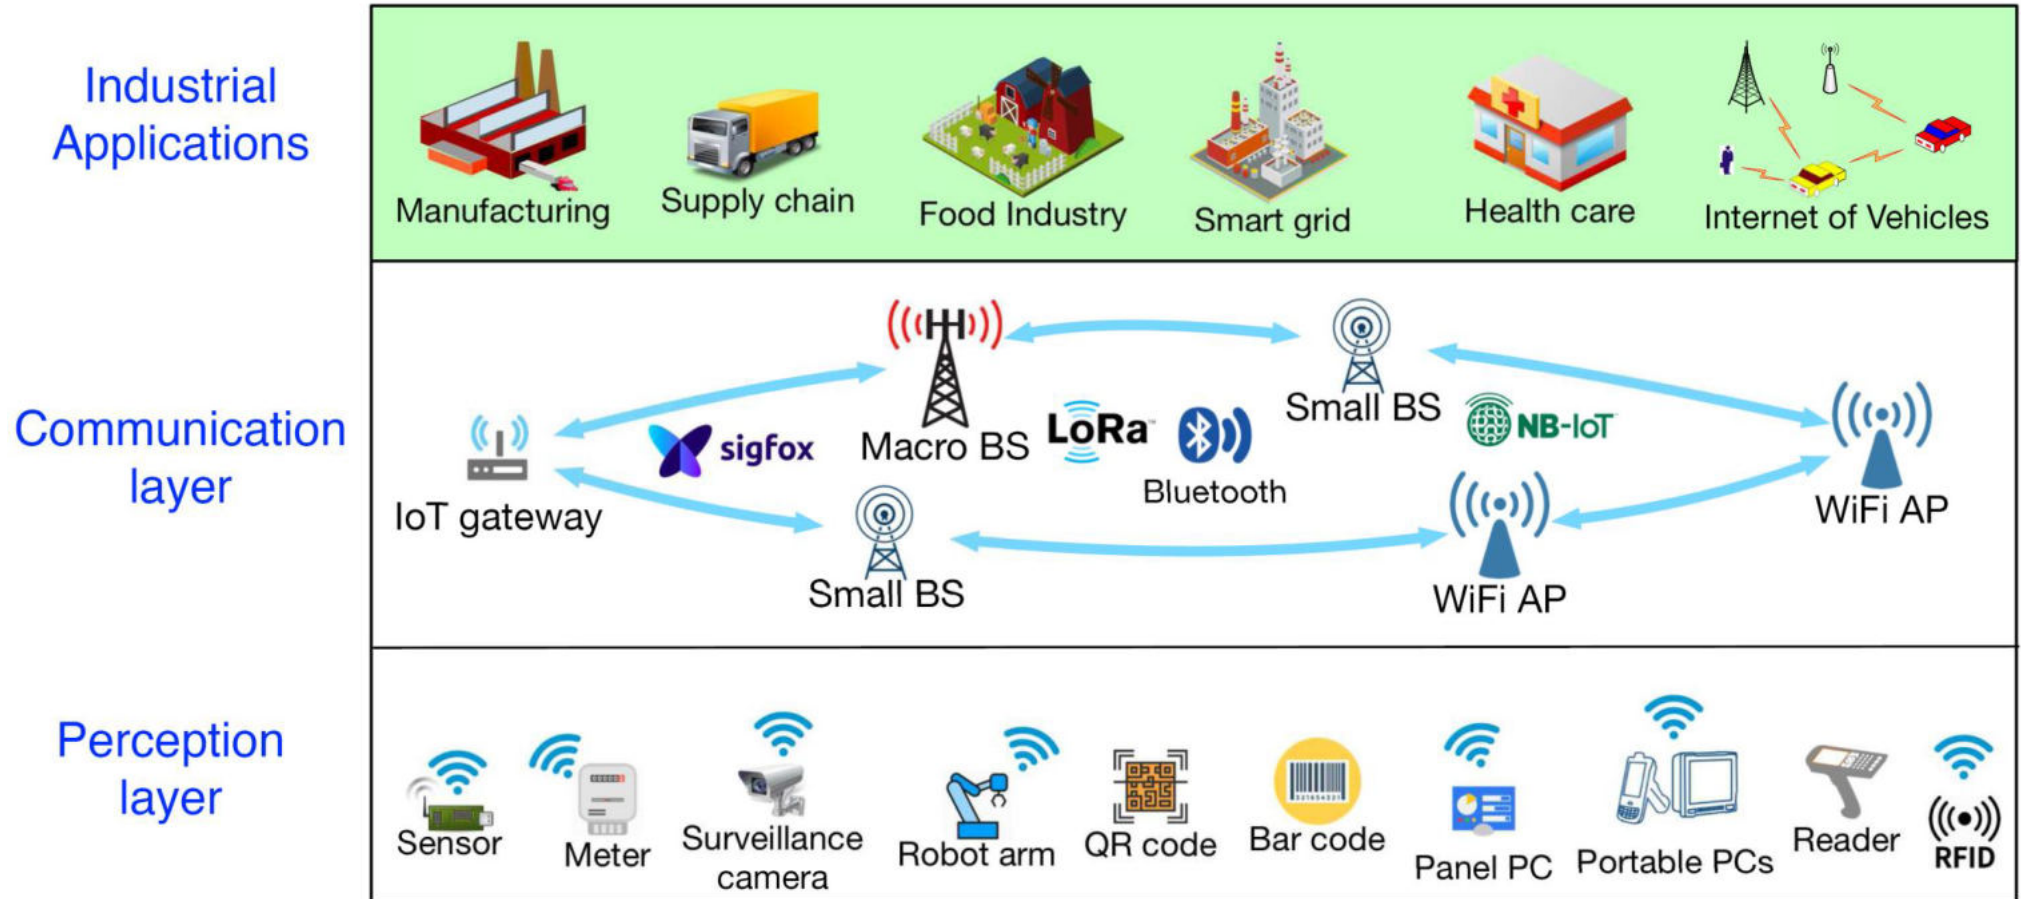 Industrial
Applications
Manufacturing
Supply chain
Food Industry
Smart grid
Health care
Internet of Vehicles
Communication
layer
IoT gateway
sigfox
Macro BS
LoRa™
Bluetooth
Small BS
NB-IoT
WiFi AP
Small BS
WiFi AP
Perception
layer
Sensor
Meter
Surveillance
camera
Robot arm
QR code
Bar code
Panel PC
Portable PCs
Reader
RFID